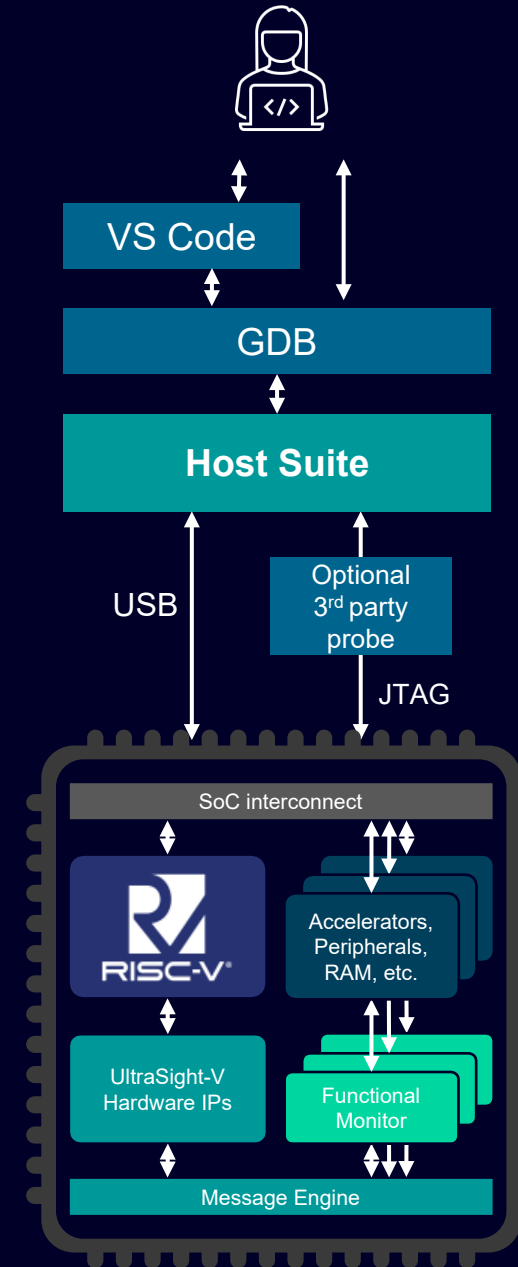 </>
VS Code
GDB
Host Suite
USB
Optional
3rd party
probe
JTAG
SoC interconnect
RISC-V®
Accelerators,
Peripherals,
RAM, etc.
UltraSight-V
Hardware IPs
Functional
Monitor
Message Engine